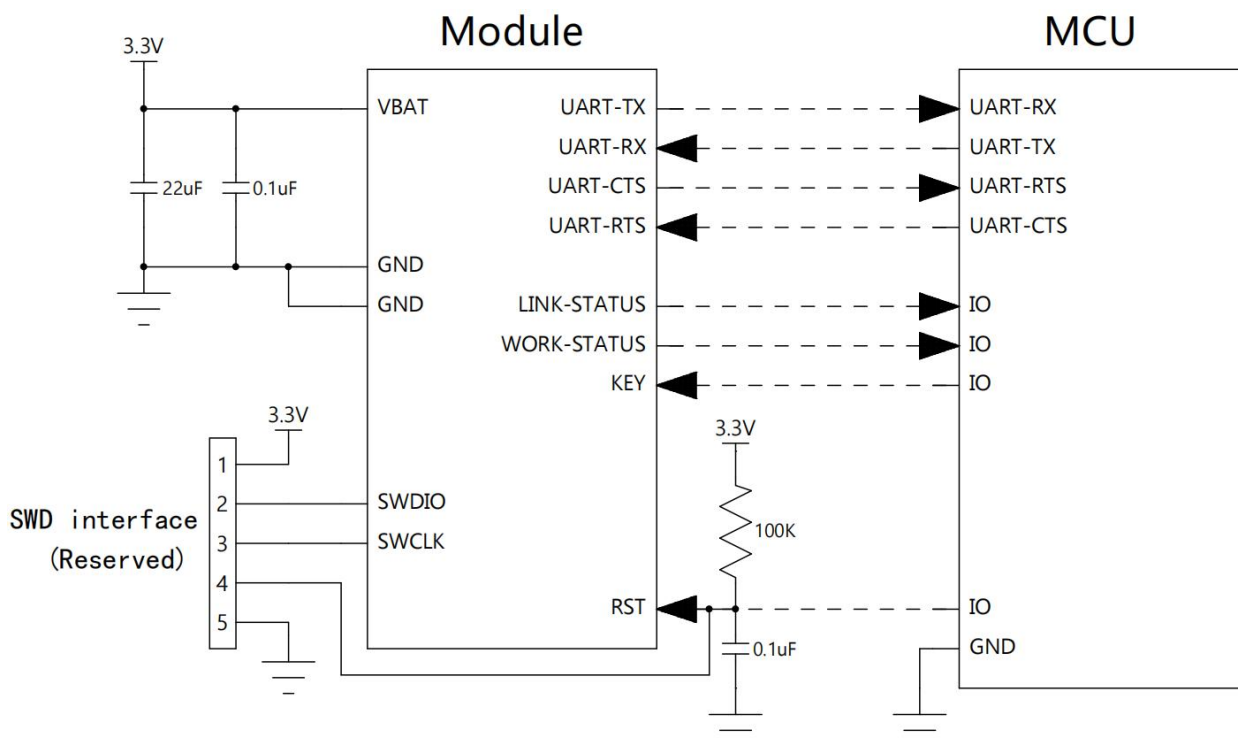 Module
MCU
3.3V
VBAT
22uF
0.1uF
GND
GND
UART-TX
UART-RX
UART-CTS
UART-RTS
LINK-STATUS
WORK-STATUS
KEY
UART-RX
UART-TX
UART-RTS
UART-CTS
IO
IO
IO
3.3V
1
2
3
4
5
SWD interface
(Reserved)
SWDIO
SWCLK
3.3V
100K
RST
0.1uF
IO
GND